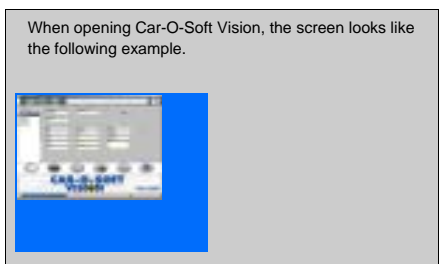 When opening Car-O-Soft Vision, the screen looks like
the following example.
CAR-O-SOFT
Vision